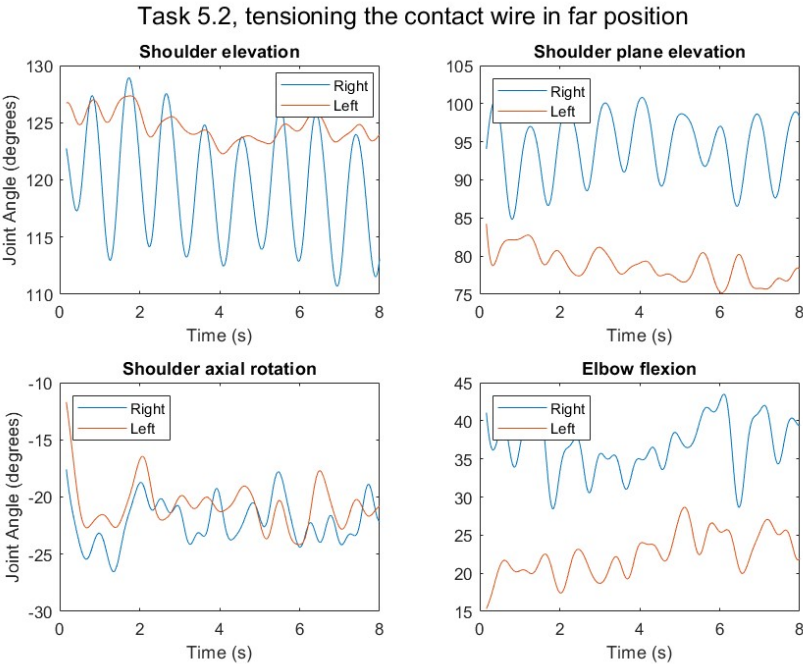 Task 5.2, tensioning the contact wire in far position
Shoulder elevation
Joint Angle (degrees)
130
125
120
115
110
0 2 4 6 8
Time (s)
Right
Left
Shoulder plane elevation
105
100
95
90
85
80
75
0 2 4 6 8
Time (s)
Right
Left
Shoulder axial rotation
Joint Angle (degrees)
-10
-15
-20
-25
-30
0 2 4 6 8
Time (s)
Right
Left
Elbow flexion
45
40
35
30
25
20
15
0 2 4 6 8
Time (s)
Right
Left